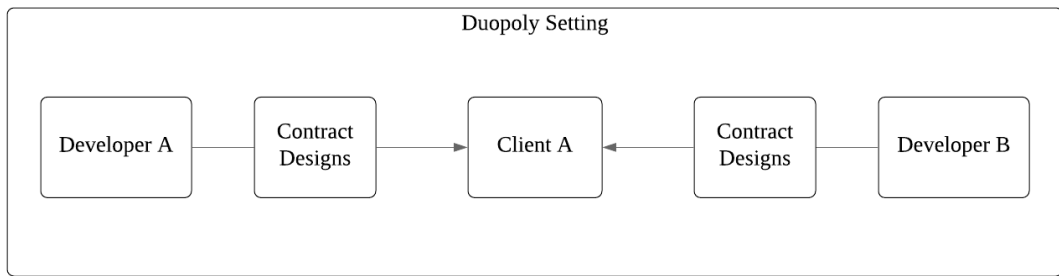 Duopoly Setting
Developer A
Contract
Designs
Client A
Contract
Designs
Developer B